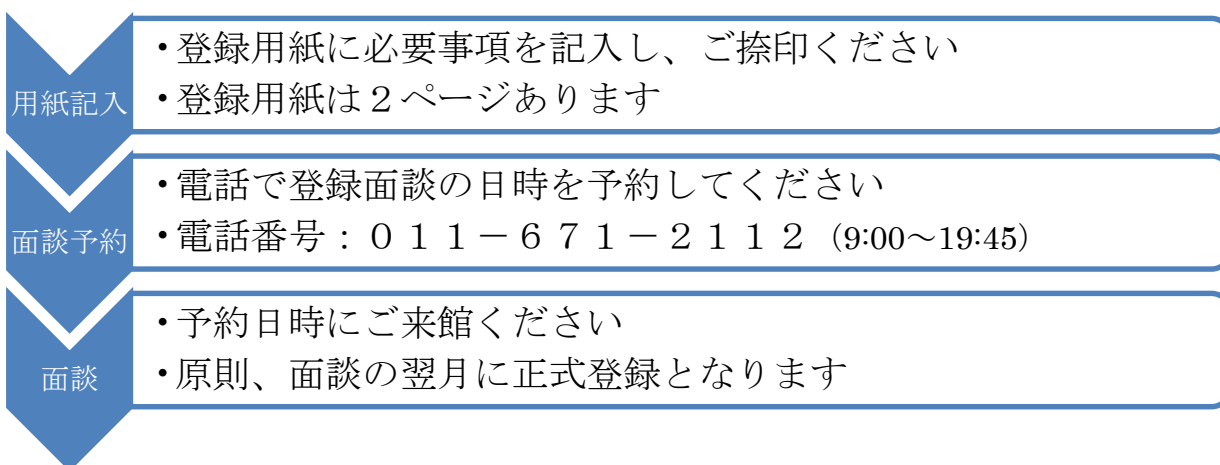 用紙記入
・登録用紙に必要事項を記入し、ご捺印ください
・登録用紙は２ページあります
面談予約
・電話で登録面談の日時を予約してください
・電話番号：０１１－６７１－２１１２（9:00～19:45）
面談
・予約日時にご来館ください
・原則、面談の翌月に正式登録となります